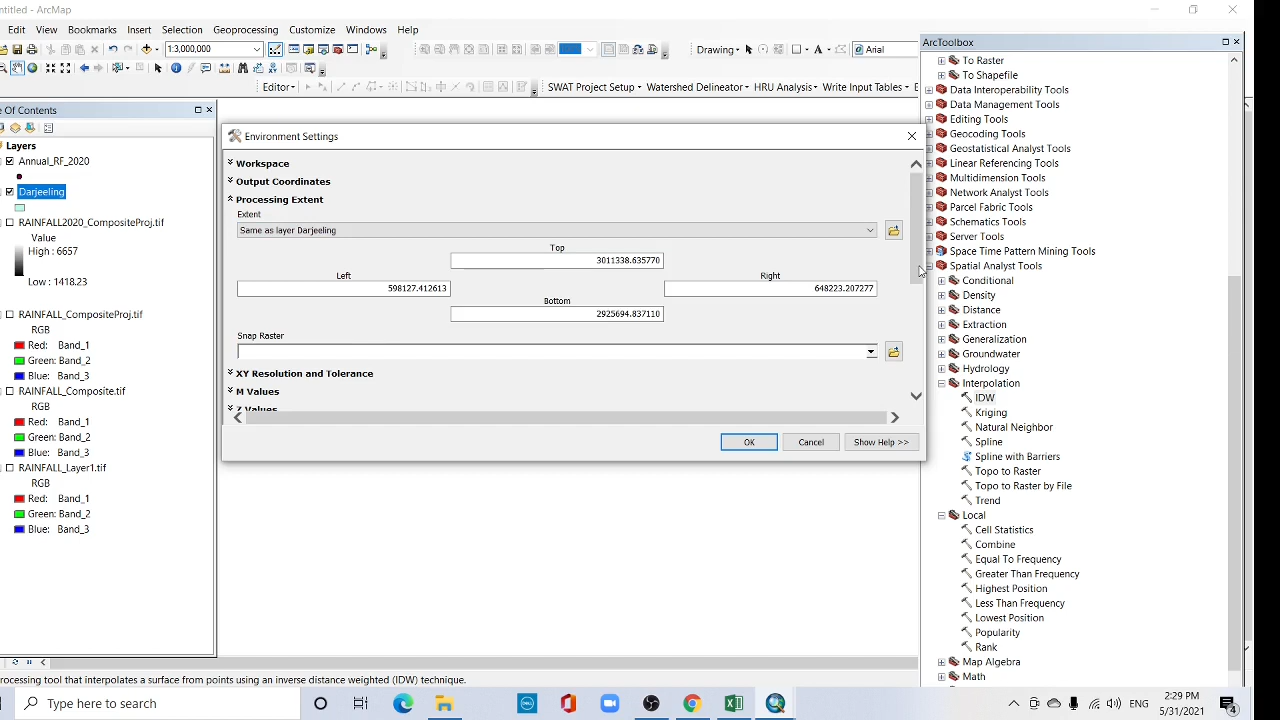 ntitled - ArcMap
Edit View Bookmarks Insert Selection Geoprocessing Customize Windows Help
1:3,000,000 Drawing Arial
Editor SWAT Project Setup Watershed Delineator HRU Analysis Write Input Tables E
Of Contents
Layers
Annual_RF_2020
Darjeeling
RAINFALL2020_CompositeProj.tif
Value
High : 6657
Low : 1418.23
RAINFALL_CompositeProj.tif
RGB
Red: Band_1
Green: Band_2
Blue: Band_3
RAINFALL_Composite.tif
RGB
Red: Band_1
Green: Band_2
Blue: Band_3
RAINFALL_Layer1.tif
RGB
Red: Band_1
Green: Band_2
Blue: Band_3
Environment Settings
Workspace
Output Coordinates
Processing Extent
Extent
Same as layer Darjeeling
Top
3011338.635770
Left Right
598127.412613 648223.207277
Bottom
2925694.837110
Snap Raster
XY Resolution and Tolerance
M Values
Z Values
OK Cancel Show Help >>
ArcToolbox
To Raster
To Shapefile
Data Interoperability Tools
Data Management Tools
Editing Tools
Geocoding Tools
Geostatistical Analyst Tools
Linear Referencing Tools
Multidimension Tools
Network Analyst Tools
Parcel Fabric Tools
Schematics Tools
Server Tools
Space Time Pattern Mining Tools
Spatial Analyst Tools
Conditional
Density
Distance
Extraction
Generalization
Groundwater
Hydrology
Interpolation
IDW
Kriging
Natural Neighbor
Spline
Spline with Barriers
Topo to Raster
Topo to Raster by File
Trend
Local
Cell Statistics
Combine
Equal To Frequency
Greater Than Frequency
Highest Position
Less Than Frequency
Lowest Position
Popularity
Rank
Map Algebra
Math
rocessing tool that interpolates a surface from points using an inverse distance weighted (IDW) technique.
Type here to search
ENG
2:29 PM
5/31/2021
4